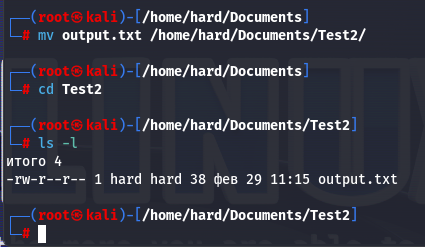 ┌──(root㉿kali)-[/home/hard/Documents]
└─# mv output.txt /home/hard/Documents/Test2/
┌──(root㉿kali)-[/home/hard/Documents]
└─# cd Test2
┌──(root㉿kali)-[/home/hard/Documents/Test2]
└─# ls -l
итого 4
-rw-r--r-- 1 hard hard 38 фев 29 11:15 output.txt
┌──(root㉿kali)-[/home/hard/Documents/Test2]
└─#